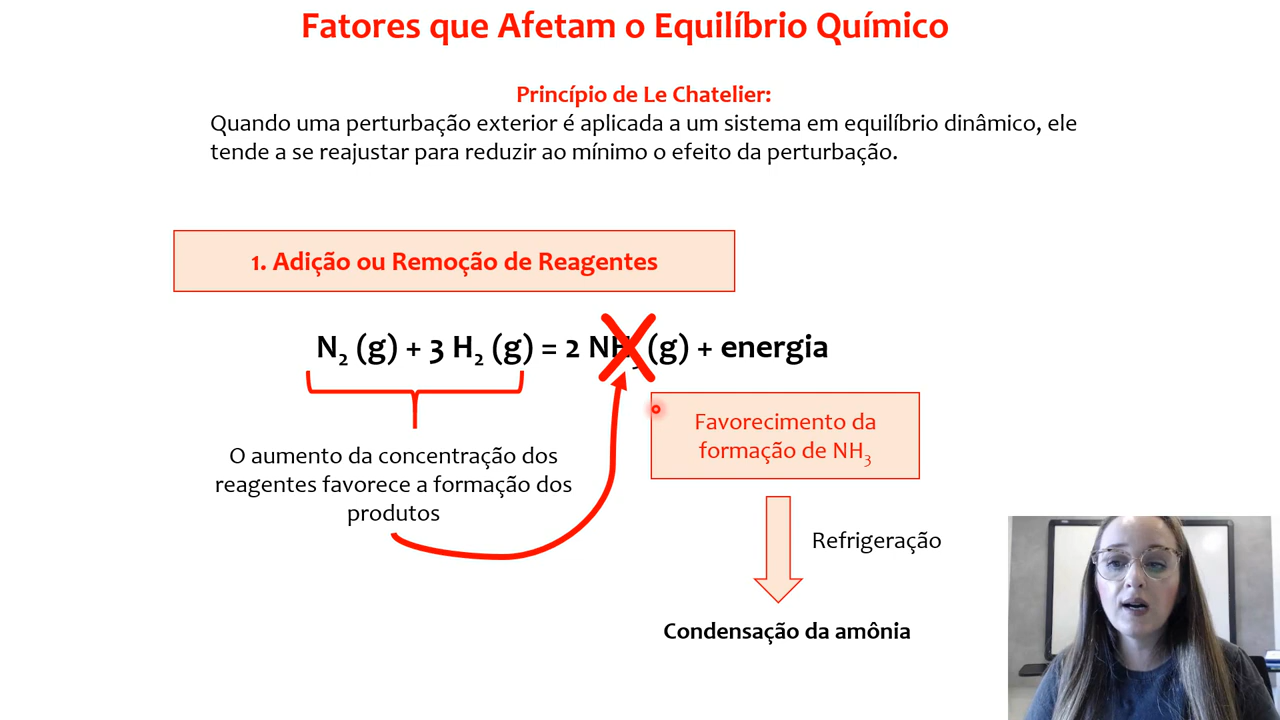 Fatores que Afetam o Equilíbrio Químico
Princípio de Le Chatelier:
Quando uma perturbação exterior é aplicada a um sistema em equilíbrio dinâmico, ele
tende a se reajustar para reduzir ao mínimo o efeito da perturbação.
1. Adição ou Remoção de Reagentes
N₂ (g) + 3 H₂ (g) = 2 NH₃ (g) + energia
Favorecimento da
formação de NH₃
O aumento da concentração dos
reagentes favorece a formação dos
produtos
Refrigeração
Condensação da amônia